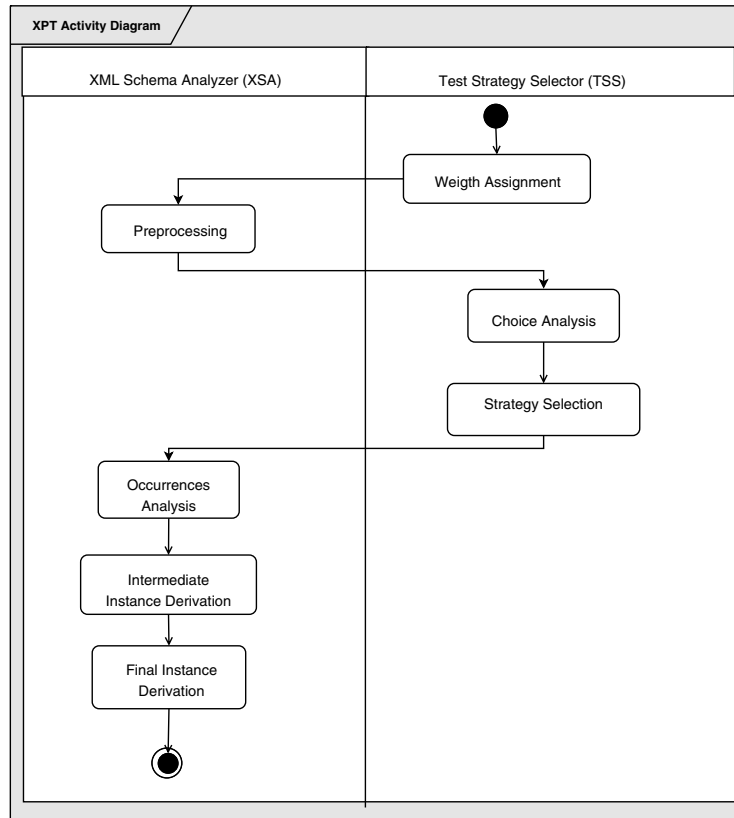 XPT Activity Diagram
XML Schema Analyzer (XSA)
Test Strategy Selector (TSS)
Weigth Assignment
Preprocessing
Choice Analysis
Strategy Selection
Occurrences
Analysis
Intermediate
Instance Derivation
Final Instance
Derivation